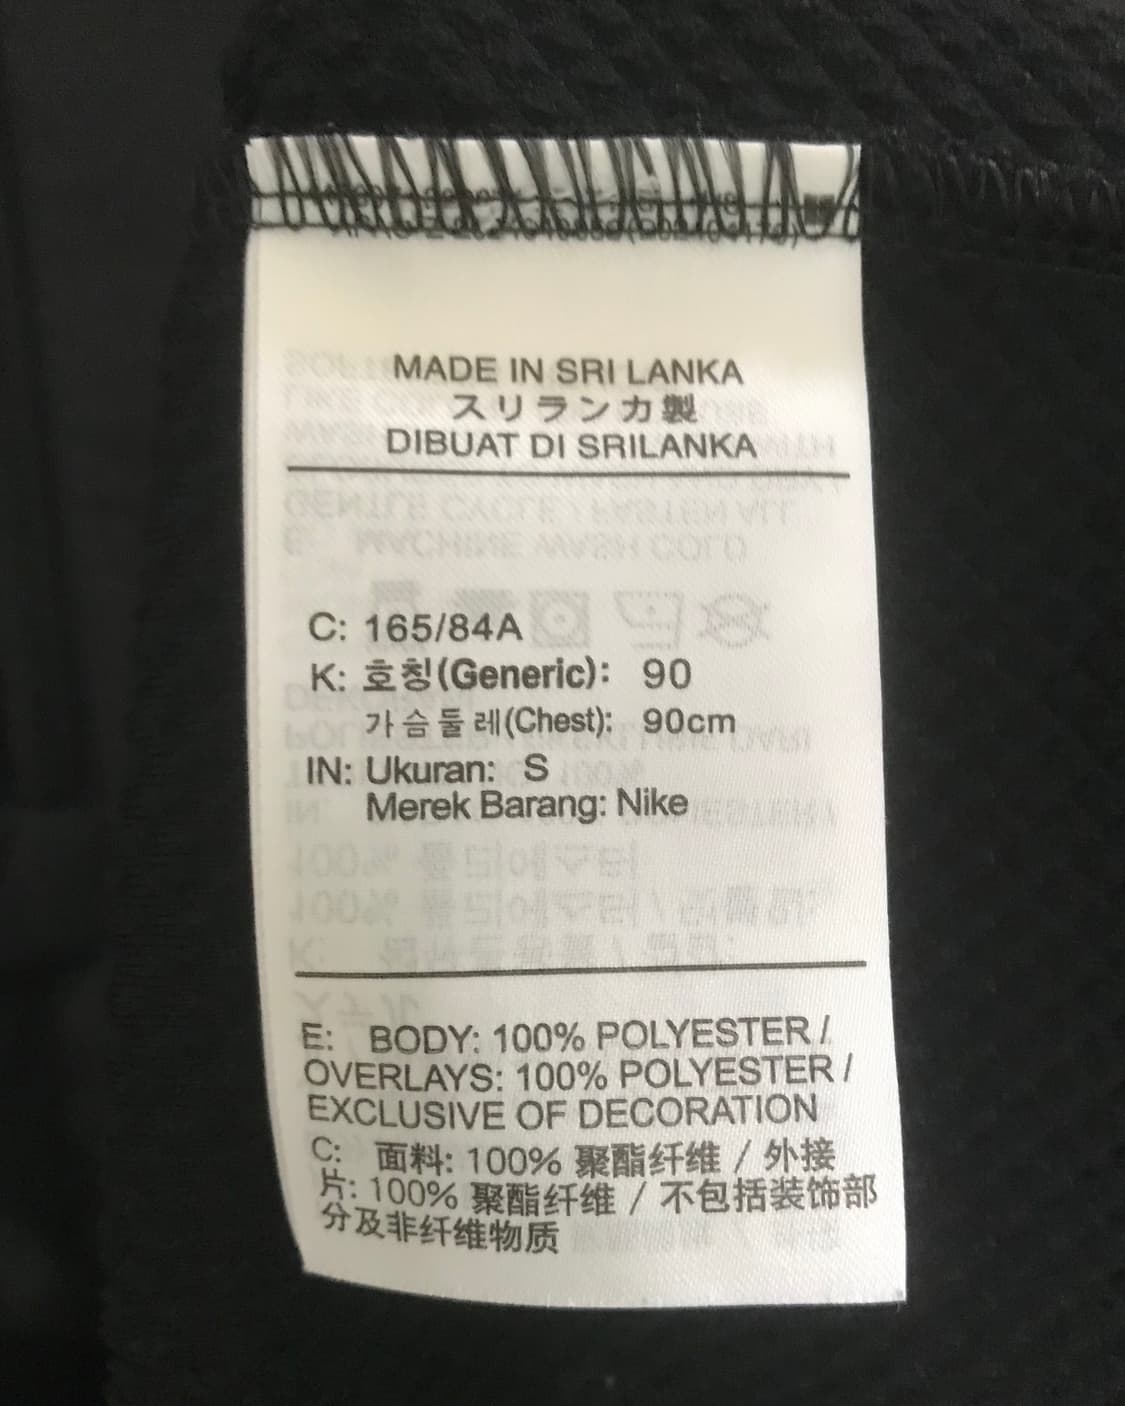 MADE IN SRI LANKA
スリランカ製
DIBUAT DI SRILANKA
C: 165/84A
K: 호칭(Generic): 90
가슴둘레(Chest): 90cm
IN: Ukuran: S
Merek Barang: Nike
E: BODY: 100% POLYESTER /
OVERLAYS: 100% POLYESTER /
EXCLUSIVE OF DECORATION
C: 面料: 100% 聚酯纤维 / 外接
片: 100% 聚酯纤维 / 不包括装饰部
分及非纤维物质